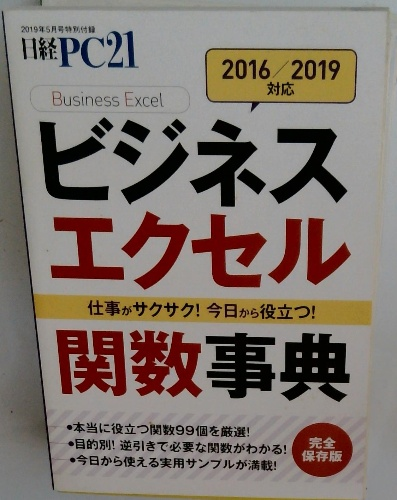 2019年5月号特別付録
日経PC21
2016/2019
対応
Business Excel
ビジネス
エクセル
仕事がサクサク! 今日から役立つ!
関数事典
•本当に役立つ関数99個を厳選!
•目的別! 逆引きで必要な関数がわかる!
•今日から使える実用サンプルが満載!
完全
保存版